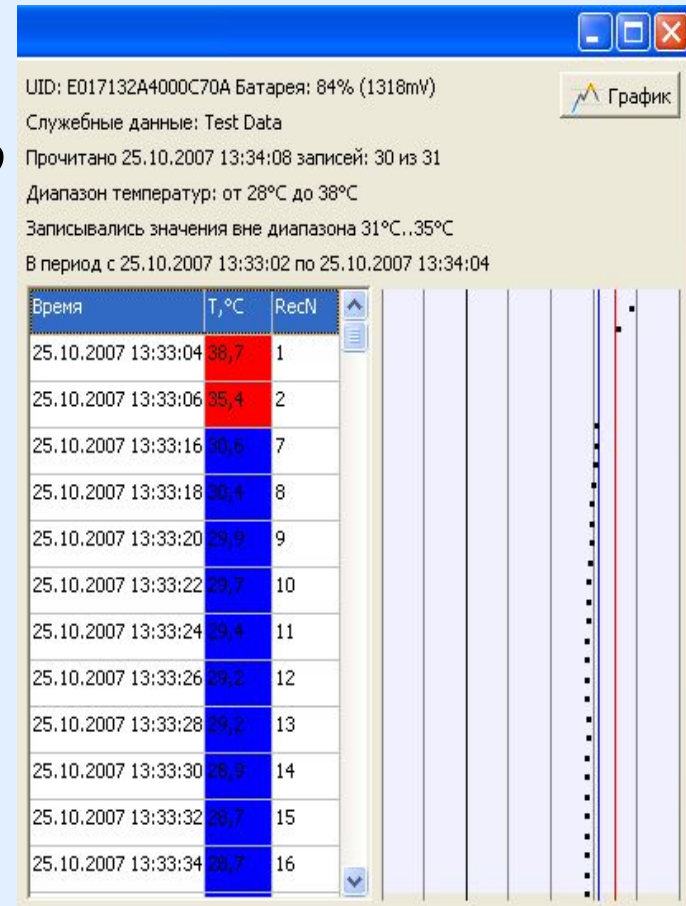 UID: E017132A4000C70A Батарея: 84% (1318mV)
График
Служебные данные: Test Data
Прочитано 25.10.2007 13:34:08 записей: 30 из 31
Диапазон температур: от 28°C до 38°C
Записывались значения вне диапазона 31°C..35°C
В период с 25.10.2007 13:33:02 по 25.10.2007 13:34:04
Время T,°C RecN
25.10.2007 13:33:04 38,7 1
25.10.2007 13:33:06 35,4 2
25.10.2007 13:33:16 30,6 7
25.10.2007 13:33:18 30,4 8
25.10.2007 13:33:20 29,9 9
25.10.2007 13:33:22 29,7 10
25.10.2007 13:33:24 29,4 11
25.10.2007 13:33:26 29,2 12
25.10.2007 13:33:28 29,2 13
25.10.2007 13:33:30 28,9 14
25.10.2007 13:33:32 28,7 15
25.10.2007 13:33:34 28,7 16